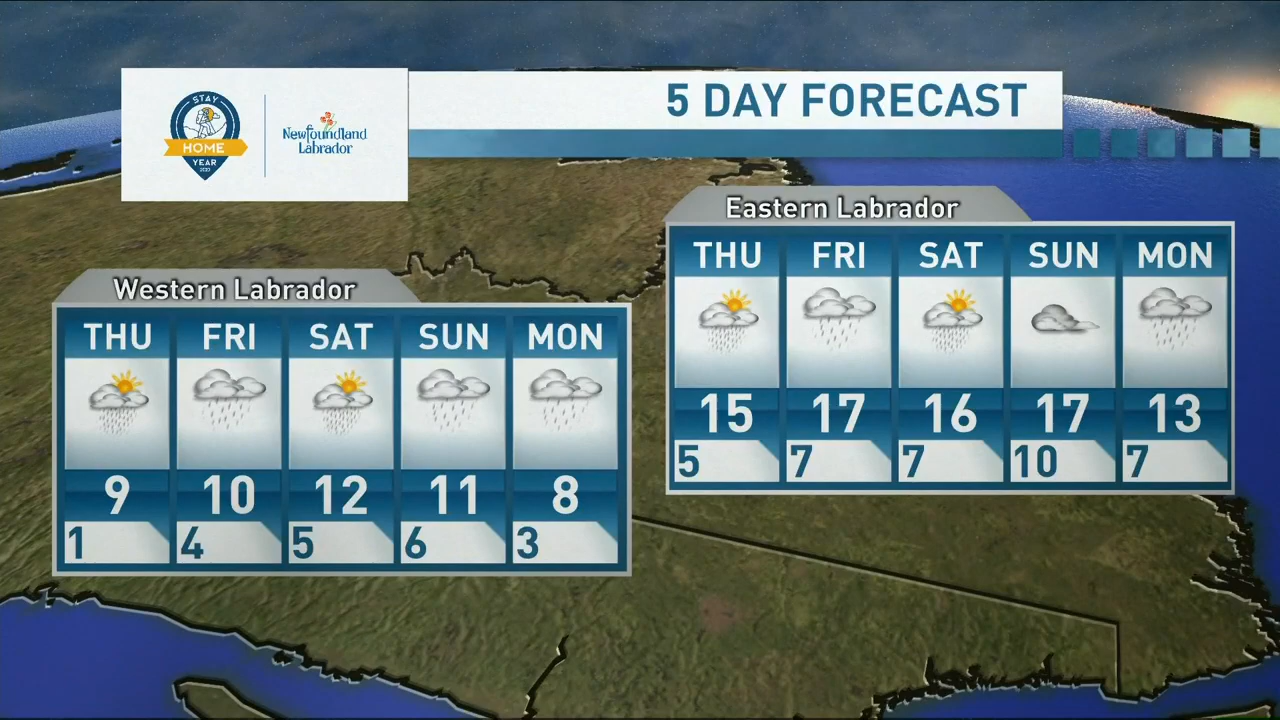 STAY
HOME
YEAR
2020
Newfoundland
Labrador
5 DAY FORECAST
Western Labrador
THU FRI SAT SUN MON
9 10 12 11 8
1 4 5 6 3
Eastern Labrador
THU FRI SAT SUN MON
15 17 16 17 13
5 7 7 10 7